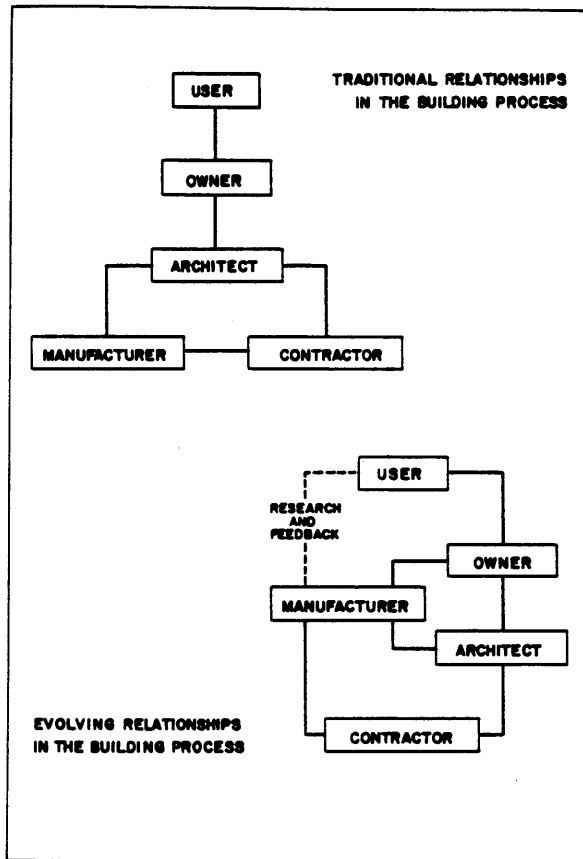 TRADITIONAL RELATIONSHIPS
IN THE BUILDING PROCESS
USER
OWNER
ARCHITECT
MANUFACTURER
CONTRACTOR
USER
RESEARCH
AND
FEEDBACK
OWNER
MANUFACTURER
ARCHITECT
CONTRACTOR
EVOLVING RELATIONSHIPS
IN THE BUILDING PROCESS